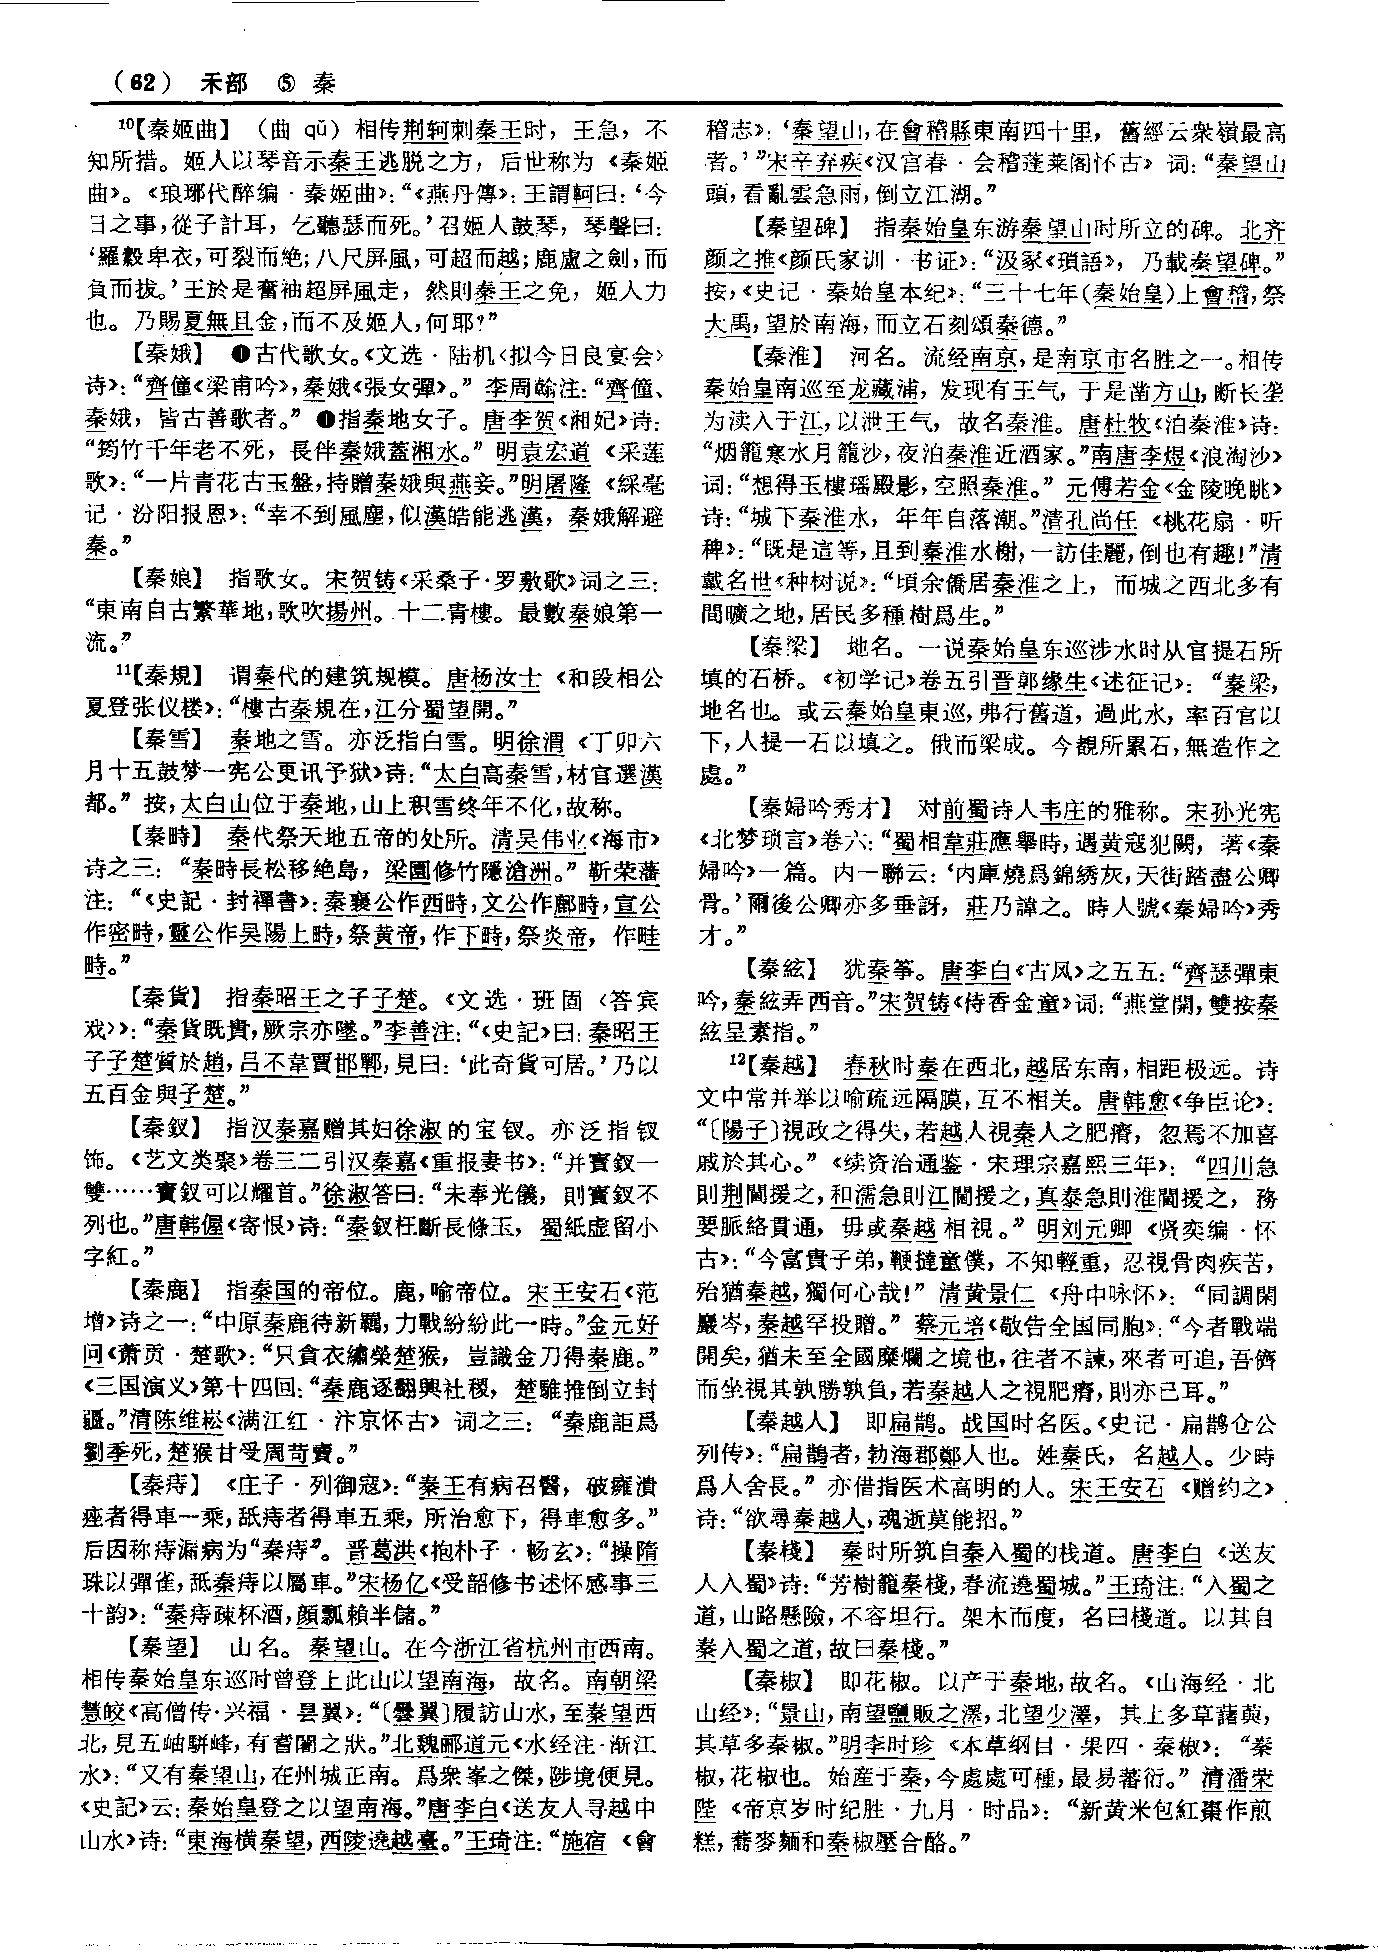 （62） 禾部 ⑤ 秦
¹⁰【秦姬曲】（曲 qǔ）相传荆轲刺秦王时，王急，不
知所措。姬人以琴音示秦王逃脱之方，后世称为《秦姬
曲》。《琅琊代醉编·秦姬曲》：“《燕丹傳》：王謂軻曰：‘今
日之事，從子計耳，乞聽瑟而死。’召姬人鼓琴，琴聲曰：
‘羅縠单衣，可裂而絶；八尺屏風，可超而越；鹿盧之劍，而
負而拔。’王於是奮袖超屏風走，然則秦王之免，姬人力
也。乃賜夏無且金，而不及姬人，何耶？”
【秦娥】 ❶古代歌女。《文选·陆机〈拟今日良宴会〉
诗》：“齊僮《梁甫吟》，秦娥《張女彈》。”李周翰注：“齊僮、
秦娥，皆古善歌者。”❶指秦地女子。唐李贺《湘妃》诗：
“筠竹千年老不死，長伴秦娥蓋湘水。”明袁宏道《采莲
歌》：“一片青花古玉盤，持贈秦娥與燕妾。”明屠隆《綵毫
记·汾阳报恩》：“幸不到風塵，似漢皓能逃漢，秦娥解避
秦。”
【秦娘】 指歌女。宋贺铸《采桑子·罗敷歌》词之三：
“東南自古繁華地，歌吹揚州。十二青樓。最數秦娘第一
流。”
¹¹【秦規】 谓秦代的建筑规模。唐杨汝士《和段相公
夏登张仪楼》：“樓古秦規在，江分蜀望開。”
【秦雪】 秦地之雪。亦泛指白雪。明徐渭《丁卯六
月十五鼓梦一宪公更讯予狱》诗：“太白高秦雪，材官選漢
都。”按，太白山位于秦地，山上积雪终年不化，故称。
【秦畤】 秦代祭天地五帝的处所。清吴伟业《海市》
诗之三：“秦畤長松移絶島，梁園修竹隱滄洲。”靳荣藩
注：“《史記·封禪書》：秦襄公作西畤，文公作鄜畤，宣公
作密畤，靈公作吴陽上畤，祭黄帝，作下畤，祭炎帝，作畦
畤。”
【秦貨】 指秦昭王之子子楚。《文选·班固〈答宾
戏〉》：“秦貨既貴，厥宗亦墜。”李善注：“《史記》曰：秦昭王
子子楚質於趙，吕不韋賈邯鄲，見曰：‘此奇貨可居。’乃以
五百金與子楚。”
【秦釵】 指汉秦嘉赠其妇徐淑的宝钗。亦泛指钗
饰。《艺文类聚》卷三二引汉秦嘉《重报妻书》：“并寶釵一
雙……寶釵可以耀首。”徐淑答曰：“未奉光儀，則寶釵不
列也。”唐韩偓《寄恨》诗：“秦釵枉斷長條玉，蜀紙虚留小
字紅。”
【秦鹿】 指秦国的帝位。鹿，喻帝位。宋王安石《范
增》诗之一：“中原秦鹿待新羈，力戰紛紛此一時。”金元好
问《萧贡·楚歌》：“只貪衣繡榮楚猴，豈識金刀得秦鹿。”
《三国演义》第十四回：“秦鹿逐翻興社稷，楚騅推倒立封
疆。”清陈维崧《满江红·汴京怀古》词之三：“秦鹿詎爲
劉季死，楚猴甘受周苛賣。”
【秦痔】 《庄子·列御寇》：“秦王有病召醫，破癰潰
痤者得車一乘，舐痔者得車五乘，所治愈下，得車愈多。”
后因称痔漏病为“秦痔”。晋葛洪《抱朴子·畅玄》：“操隋
珠以彈雀，舐秦痔以屬車。”宋杨亿《受韶修书述怀感事三
十韵》：“秦痔疎杯酒，顔瓢賴半儲。”
【秦望】 山名。秦望山。在今浙江省杭州市西南。
相传秦始皇东巡时曾登上此山以望南海，故名。南朝梁
慧皎《高僧传·兴福·昙翼》：“〔曇翼〕履訪山水，至秦望西
北，見五岫駢峰，有耆闍之狀。”北魏郦道元《水经注·渐江
水》：“又有秦望山，在州城正南。爲衆峯之傑，陟境便見。
《史記》云：秦始皇登之以望南海。”唐李白《送友人寻越中
山水》诗：“東海横秦望，西陵遶越臺。”王琦注：“施宿《會
稽志》：‘秦望山，在會稽縣東南四十里，舊經云衆嶺最高
者。’”宋辛弃疾《汉宫春·会稽蓬莱阁怀古》词：“秦望山
頭，看亂雲急雨，倒立江湖。”
【秦望碑】 指秦始皇东游秦望山时所立的碑。北齐
颜之推《颜氏家训·书证》：“汲冢《瑣語》，乃載秦望碑。”
按，《史记·秦始皇本纪》：“三十七年（秦始皇）上會稽，祭
大禹，望於南海，而立石刻頌秦德。”
【秦淮】 河名。流经南京，是南京市名胜之一。相传
秦始皇南巡至龙藏浦，发现有王气，于是凿方山，断长垄
为渎入于江，以泄王气，故名秦淮。唐杜牧《泊秦淮》诗：
“烟籠寒水月籠沙，夜泊秦淮近酒家。”南唐李煜《浪淘沙》
词：“想得玉樓瑶殿影，空照秦淮。”元傅若金《金陵晚眺》
诗：“城下秦淮水，年年自落潮。”清孔尚任《桃花扇·听
稗》：“既是這等，且到秦淮水榭，一訪佳麗，倒也有趣！”清
戴名世《种树说》：“頃余僑居秦淮之上，而城之西北多有
間曠之地，居民多種樹爲生。”
【秦梁】 地名。一说秦始皇东巡涉水时从官提石所
填的石桥。《初学记》卷五引晋郭缘生《述征记》：“秦梁，
地名也。或云秦始皇東巡，弗行舊道，過此水，率百官以
下，人提一石以填之。俄而梁成。今覩所累石，無造作之
處。”
【秦婦吟秀才】 对前蜀诗人韦庄的雅称。宋孙光宪
《北梦琐言》卷六：“蜀相韋莊應舉時，遇黄寇犯闕，著《秦
婦吟》一篇。内一聯云：‘内庫燒爲錦綉灰，天街踏盡公卿
骨。’爾後公卿亦多垂訝，莊乃諱之。時人號《秦婦吟》秀
才。”
【秦絃】 犹秦筝。唐李白《古风》之五五：“齊瑟彈東
吟，秦絃弄西音。”宋贺铸《侍香金童》词：“燕堂開，雙按秦
絃呈素指。”
¹²【秦越】 春秋时秦在西北，越居东南，相距极远。诗
文中常并举以喻疏远隔膜，互不相关。唐韩愈《争臣论》：
“〔陽子〕視政之得失，若越人視秦人之肥瘠，忽焉不加喜
戚於其心。”《续资治通鉴·宋理宗嘉熙三年》：“四川急
則荆閫援之，和濡急則江閫援之，真泰急則淮閫援之，務
要脈絡貫通，毋或秦越相視。”明刘元卿《贤奕编·怀
古》：“今富貴子弟，鞭撻童僕，不知輕重，忍視骨肉疾苦，
殆猶秦越，獨何心哉！”清黄景仁《舟中咏怀》：“同調閑
巖岑，秦越罕投贈。”蔡元培《敬告全国同胞》：“今者戰端
開矣，猶未至全國糜爛之境也，往者不諫，來者可追，吾儕
而坐視其孰勝孰負，若秦越人之視肥瘠，則亦已耳。”
【秦越人】 即扁鹊。战国时名医。《史记·扁鹊仓公
列传》：“扁鵲者，勃海郡鄭人也。姓秦氏，名越人。少時
爲人舍長。”亦借指医术高明的人。宋王安石《赠约之》
诗：“欲尋秦越人，魂逝莫能招。”
【秦棧】 秦时所筑自秦入蜀的栈道。唐李白《送友
人入蜀》诗：“芳樹籠秦棧，春流遶蜀城。”王琦注：“入蜀之
道，山路懸險，不容坦行。架木而度，名曰棧道。以其自
秦入蜀之道，故曰秦棧。”
【秦椒】 即花椒。以产于秦地，故名。《山海经·北
山经》：“景山，南望鹽販之澤，北望少澤，其上多草藷藇，
其草多秦椒。”明李时珍《本草纲目·果四·秦椒》：“秦
椒，花椒也。始産于秦，今處處可種，最易蕃衍。”清潘荣
陛《帝京岁时纪胜·九月·时品》：“新黄米包紅棗作煎
糕，蕎麥麵和秦椒壓合酪。”